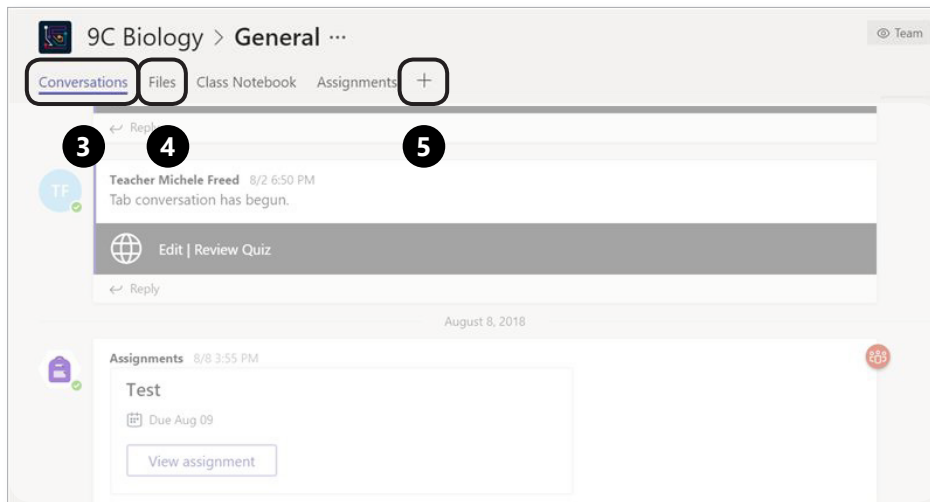 9C Biology > General ...
Team
Conversations Files Class Notebook Assignments +
Reply
3 4 5
TF
Teacher Michele Freed 8/2 6:50 PM
Tab conversation has begun.
Edit | Review Quiz
Reply
August 8, 2018
Assignments 8/8 3:55 PM
Test
Due Aug 09
View assignment